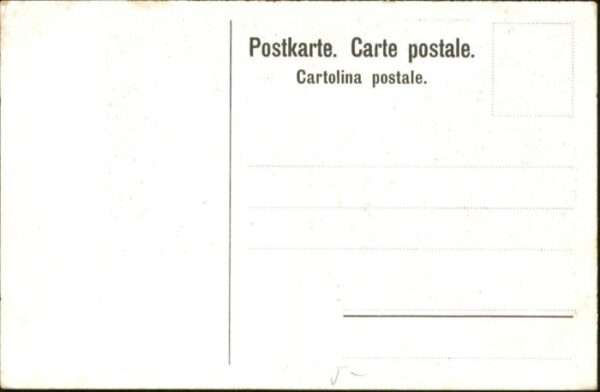 Postkarte. Carte postale.
Cartolina postale.